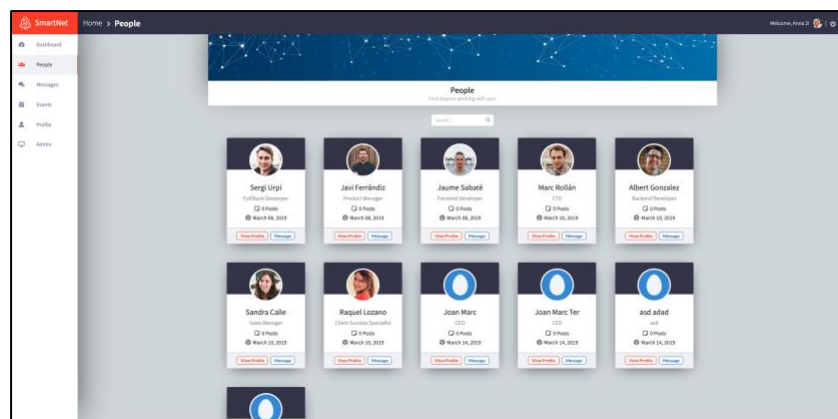 SmartNet
Home > People
Welcome, Anna 2!
Dashboard
People
Messages
Events
Profile
Admin
People
Find anyone working with you!
Search
Sergi Urpi
FullStack Developer
0 Posts
March 08, 2019
View Profile
Message
Javi Ferrándiz
Product Manager
0 Posts
March 08, 2019
View Profile
Message
Jaume Sabaté
Frontend Developer
0 Posts
March 08, 2019
View Profile
Message
Marc Rollán
CTO
0 Posts
March 10, 2019
View Profile
Message
Albert Gonzalez
Backend Developer
0 Posts
March 10, 2019
View Profile
Message
Sandra Calle
Sales Manager
0 Posts
March 10, 2019
View Profile
Message
Raquel Lozano
Client Success Specialist
0 Posts
March 10, 2019
View Profile
Message
Joan Marc
CEO
0 Posts
March 14, 2019
View Profile
Message
Joan Marc Ter
CEO
0 Posts
March 14, 2019
View Profile
Message
asd adad
asd
0 Posts
March 14, 2019
View Profile
Message